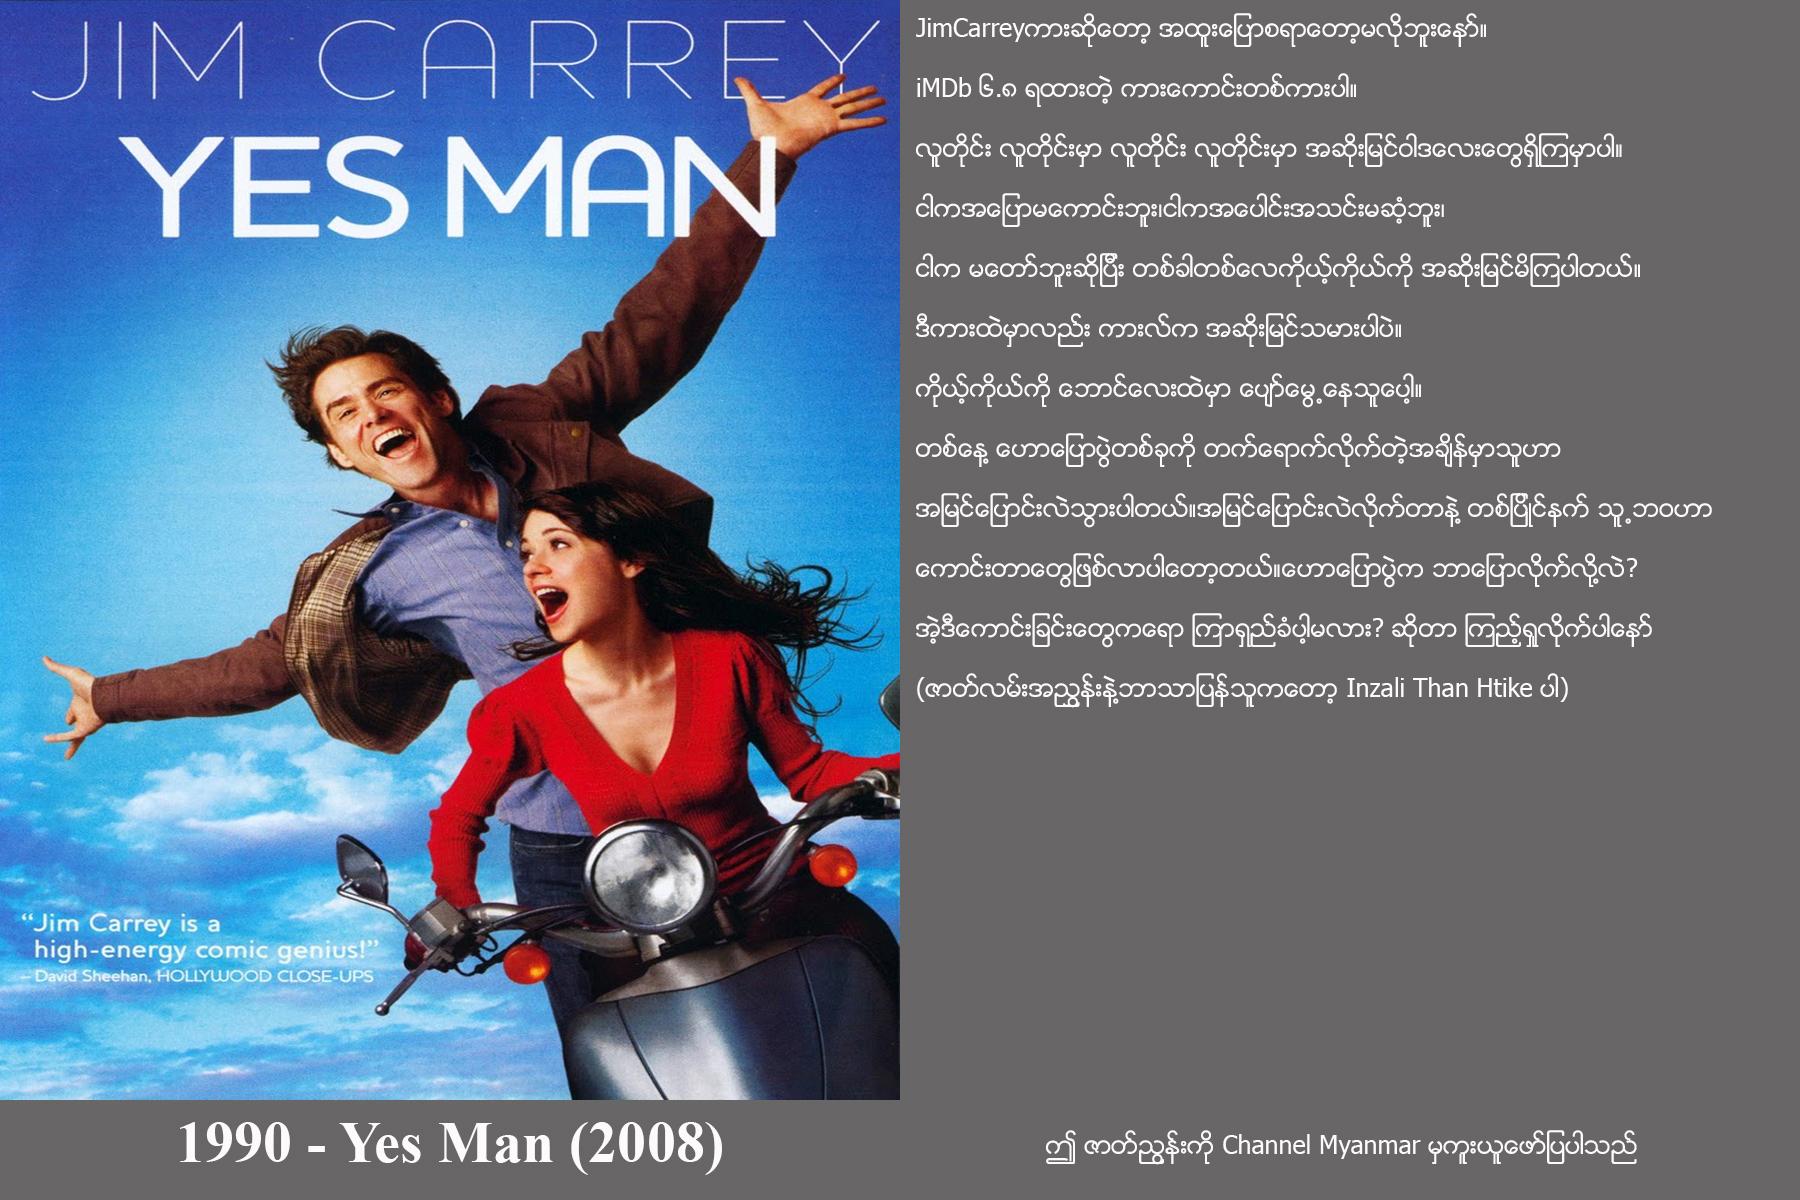 JIM CARREY
YES MAN
"Jim Carrey is a
high-energy comic genius!"
– David Sheehan, HOLLYWOOD CLOSE-UPS
1990 - Yes Man (2008)
JimCarreyကားဆိုတော့ အထူးပြောစရာတော့မလိုဘူးနော်။
iMDb ၆.၈ ရထားတဲ့ ကားကောင်းတစ်ကားပါ။
လူတိုင်း လူတိုင်းမှာ လူတိုင်း လူတိုင်းမှာ အဆိုးမြင်ဝါဒလေးတွေရှိကြမှာပါ။
ငါကအပြောမကောင်းဘူး၊ငါကအပေါင်းအသင်းမဆံ့ဘူး၊
ငါက မတော်ဘူးဆိုပြီး တစ်ခါတစ်လေကိုယ့်ကိုယ်ကို အဆိုးမြင်မိကြပါတယ်။
ဒီကားထဲမှာလည်း ကားလ်က အဆိုးမြင်သမားပါပဲ။
ကိုယ့်ကိုယ်ကို ဘောင်လေးထဲမှာ ပျော်မွေ့နေသူပေါ့။
တစ်နေ့ ဟောပြောပွဲတစ်ခုကို တက်ရောက်လိုက်တဲ့အချိန်မှာသူဟာ
အမြင်ပြောင်းလဲသွားပါတယ်။အမြင်ပြောင်းလဲလိုက်တာနဲ့ တစ်ပြိုင်နက် သူ့ဘဝဟာ
ကောင်းတာတွေဖြစ်လာပါတော့တယ်။ဟောပြောပွဲက ဘာပြောလိုက်လို့လဲ?
အဲ့ဒီကောင်းခြင်းတွေကရော ကြာရှည်ခံပါ့မလား? ဆိုတာ ကြည့်ရှုလိုက်ပါနော်
(ဇာတ်လမ်းအညွှန်းနဲ့ဘာသာပြန်သူကတော့ Inzali Than Htike ပါ)
ဤ ဇာတ်ညွှန်းကို Channel Myanmar မှကူးယူဖော်ပြပါသည်